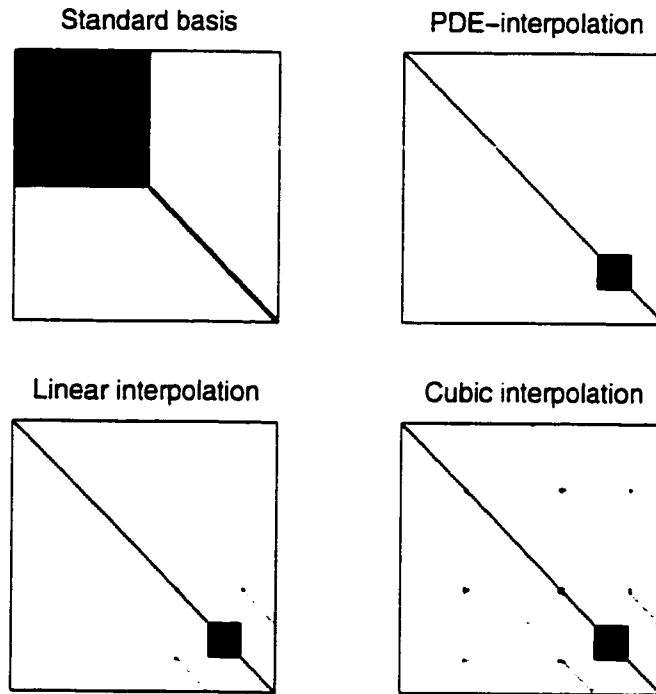 Standard basis
PDE–interpolation
Linear interpolation
Cubic interpolation